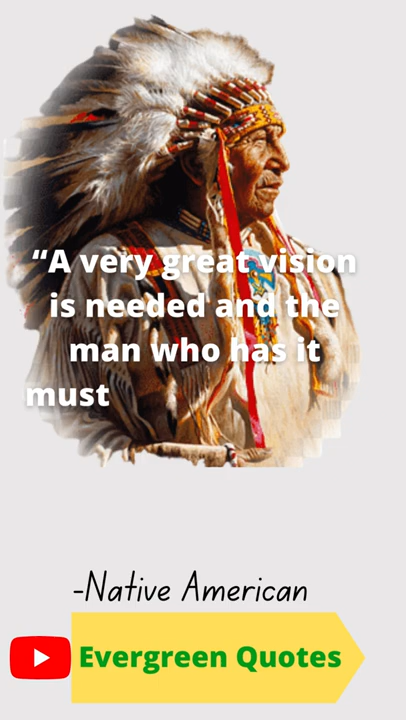 “A very great vision
is needed and the
man who has it
must
-Native American
Evergreen Quotes